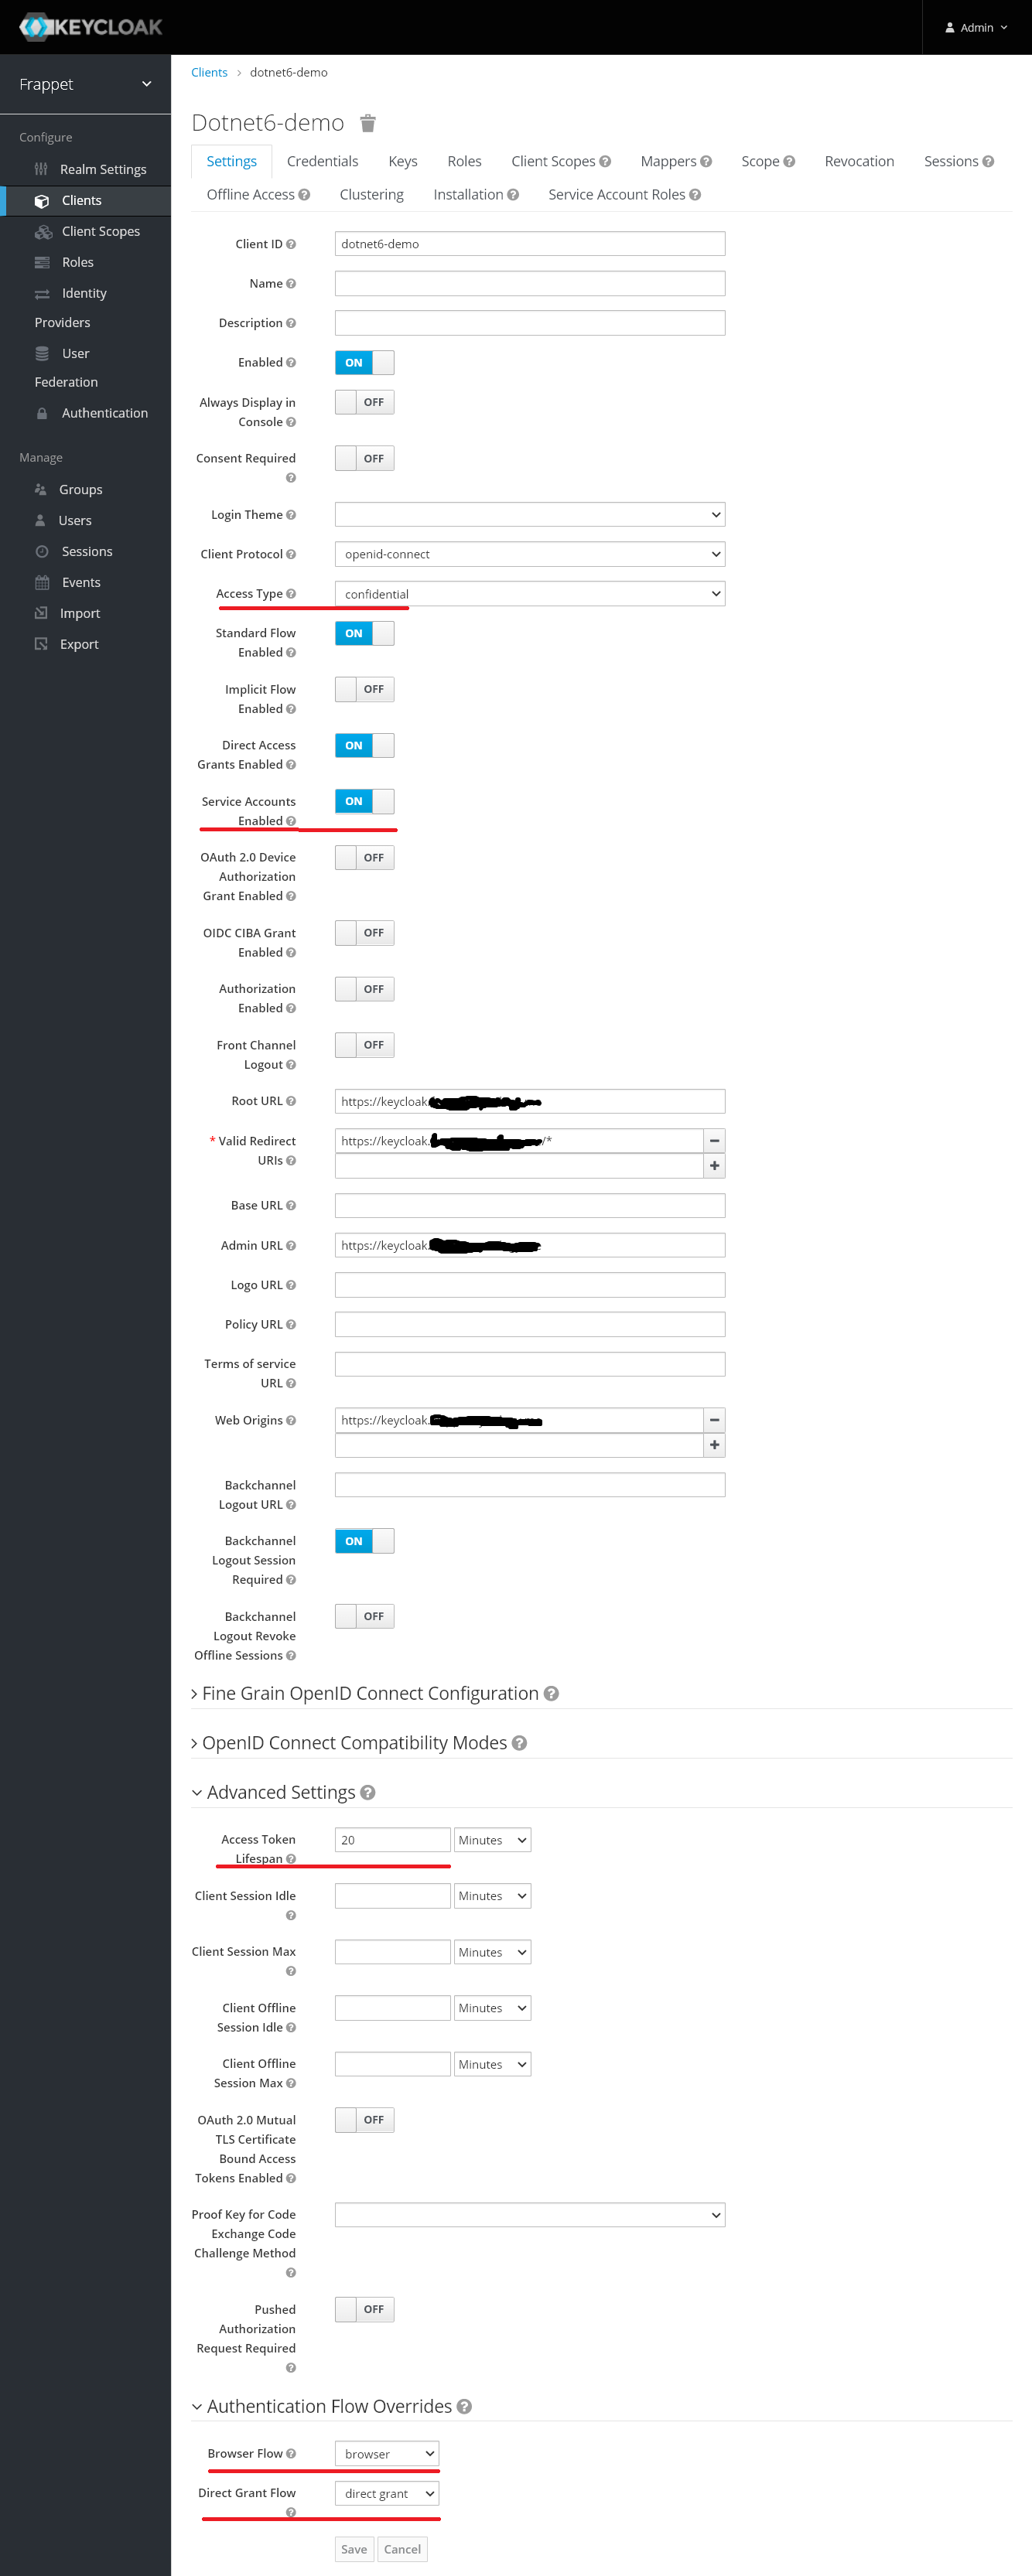 KEYCLOAK
Admin
Frappet
Configure
Realm Settings
Clients
Client Scopes
Roles
Identity
Providers
User
Federation
Authentication
Manage
Groups
Users
Sessions
Events
Import
Export
Clients > dotnet6-demo
Dotnet6-demo
Settings Credentials Keys Roles Client Scopes Mappers Scope Revocation Sessions
Offline Access Clustering Installation Service Account Roles
Client ID dotnet6-demo
Name
Description
Enabled ON
Always Display in OFF
Console
Consent Required OFF
Login Theme
Client Protocol openid-connect
Access Type confidential
Standard Flow ON
Enabled
Implicit Flow OFF
Enabled
Direct Access ON
Grants Enabled
Service Accounts ON
Enabled
OAuth 2.0 Device OFF
Authorization
Grant Enabled
OIDC CIBA Grant OFF
Enabled
Authorization OFF
Enabled
Front Channel OFF
Logout
Root URL https://keycloak.
* Valid Redirect https://keycloak. /*
URIs
Base URL
Admin URL https://keycloak.
Logo URL
Policy URL
Terms of service
URL
Web Origins https://keycloak.
Backchannel
Logout URL
Backchannel ON
Logout Session
Required
Backchannel OFF
Logout Revoke
Offline Sessions
Fine Grain OpenID Connect Configuration
OpenID Connect Compatibility Modes
Advanced Settings
Access Token 20 Minutes
Lifespan
Client Session Idle Minutes
Client Session Max Minutes
Client Offline Minutes
Session Idle
Client Offline Minutes
Session Max
OAuth 2.0 Mutual OFF
TLS Certificate
Bound Access
Tokens Enabled
Proof Key for Code
Exchange Code
Challenge Method
Pushed OFF
Authorization
Request Required
Authentication Flow Overrides
Browser Flow browser
Direct Grant Flow direct grant
Save Cancel